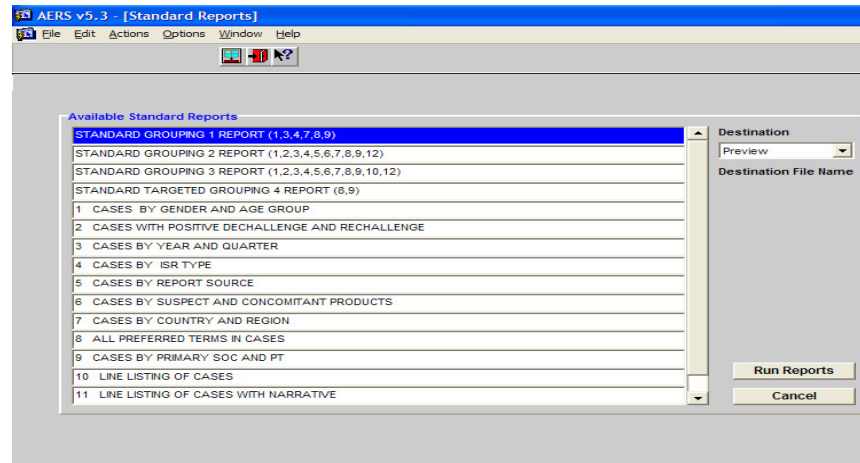 AERS v5.3 - [Standard Reports]
File Edit Actions Options Window Help
Available Standard Reports
STANDARD GROUPING 1 REPORT (1,3,4,7,8,9)
STANDARD GROUPING 2 REPORT (1,2,3,4,5,6,7,8,9,12)
STANDARD GROUPING 3 REPORT (1,2,3,4,5,6,7,8,9,10,12)
STANDARD TARGETED GROUPING 4 REPORT (8,9)
1 CASES BY GENDER AND AGE GROUP
2 CASES WITH POSITIVE DECHALLENGE AND RECHALLENGE
3 CASES BY YEAR AND QUARTER
4 CASES BY ISR TYPE
5 CASES BY REPORT SOURCE
6 CASES BY SUSPECT AND CONCOMITANT PRODUCTS
7 CASES BY COUNTRY AND REGION
8 ALL PREFERRED TERMS IN CASES
9 CASES BY PRIMARY SOC AND PT
10 LINE LISTING OF CASES
11 LINE LISTING OF CASES WITH NARRATIVE
Destination
Preview
Destination File Name
Run Reports
Cancel